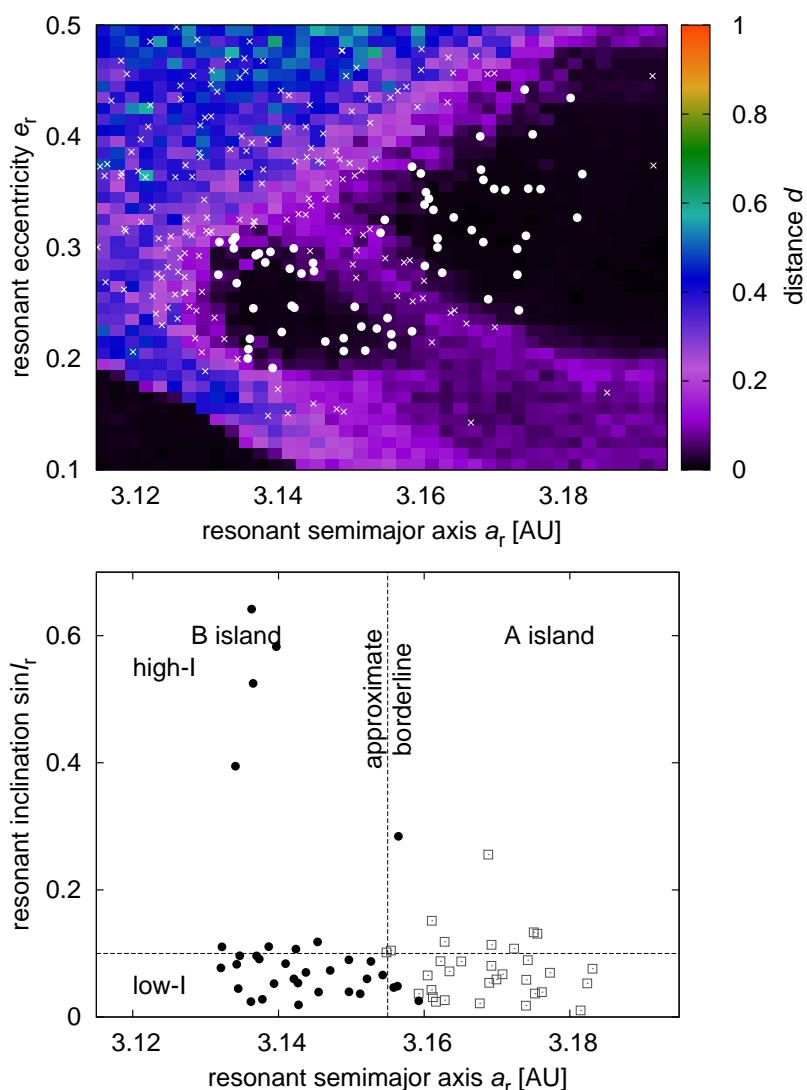 0.5
0.4
0.3
0.2
0.1
resonant eccentricity e_r
3.12 3.14 3.16 3.18
resonant semimajor axis a_r [AU]
1
0.8
0.6
0.4
0.2
0
distance d
0.6
0.4
0.2
0
resonant inclination sinI_r
B island
A island
high-I
approximate
borderline
low-I
3.12 3.14 3.16 3.18
resonant semimajor axis a_r [AU]